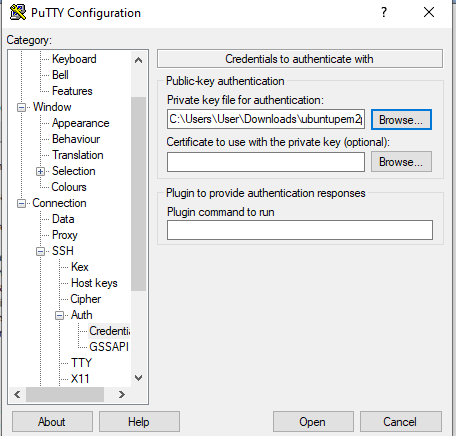 PuTTY Configuration
?
Category:
Keyboard
Bell
Features
Window
Appearance
Behaviour
Translation
Selection
Colours
Connection
Data
Proxy
SSH
Kex
Host keys
Cipher
Auth
Credentia
GSSAPI
TTY
X11
Credentials to authenticate with
Public-key authentication
Private key file for authentication:
C:\Users\User\Downloads\ubuntupem2p Browse...
Certificate to use with the private key (optional):
Browse...
Plugin to provide authentication responses
Plugin command to run
About Help Open Cancel